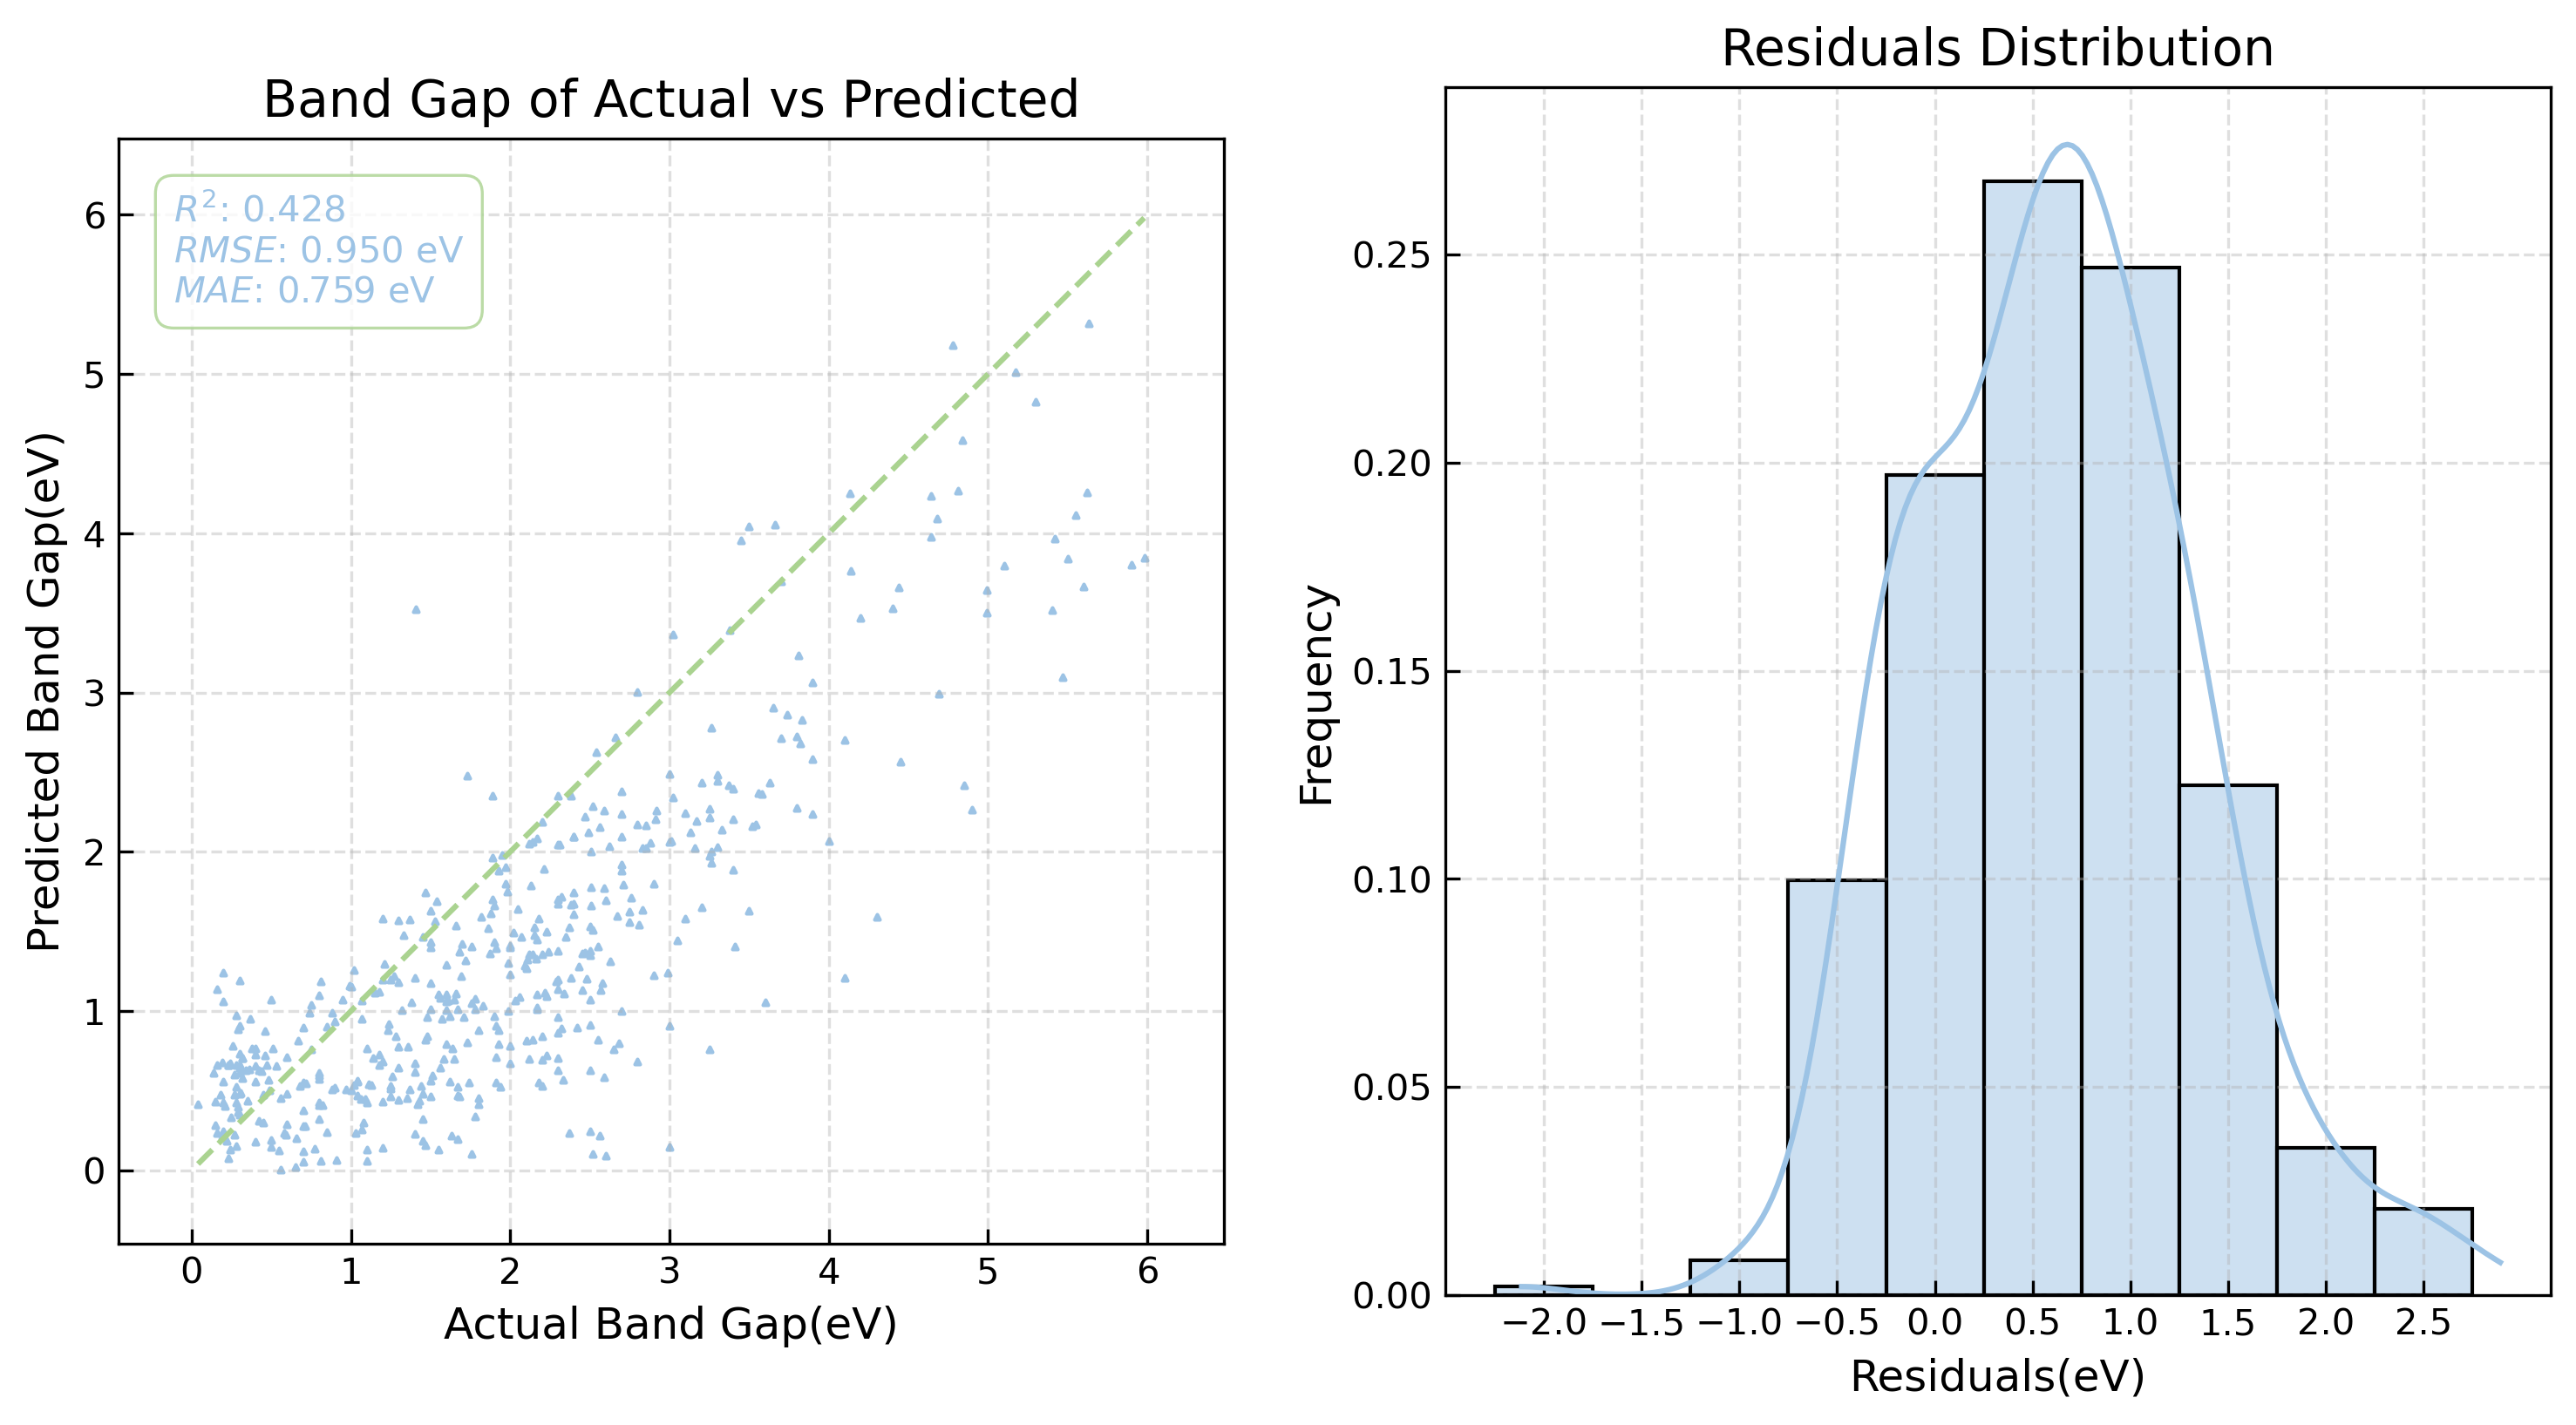 Band Gap of Actual vs Predicted
R²: 0.428
RMSE: 0.950 eV
MAE: 0.759 eV
6
5
4
3
2
1
0
Predicted Band Gap(eV)
0 1 2 3 4 5 6
Actual Band Gap(eV)
Residuals Distribution
0.25
0.20
0.15
0.10
0.05
0.00
Frequency
−2.0 −1.5 −1.0 −0.5 0.0 0.5 1.0 1.5 2.0 2.5
Residuals(eV)